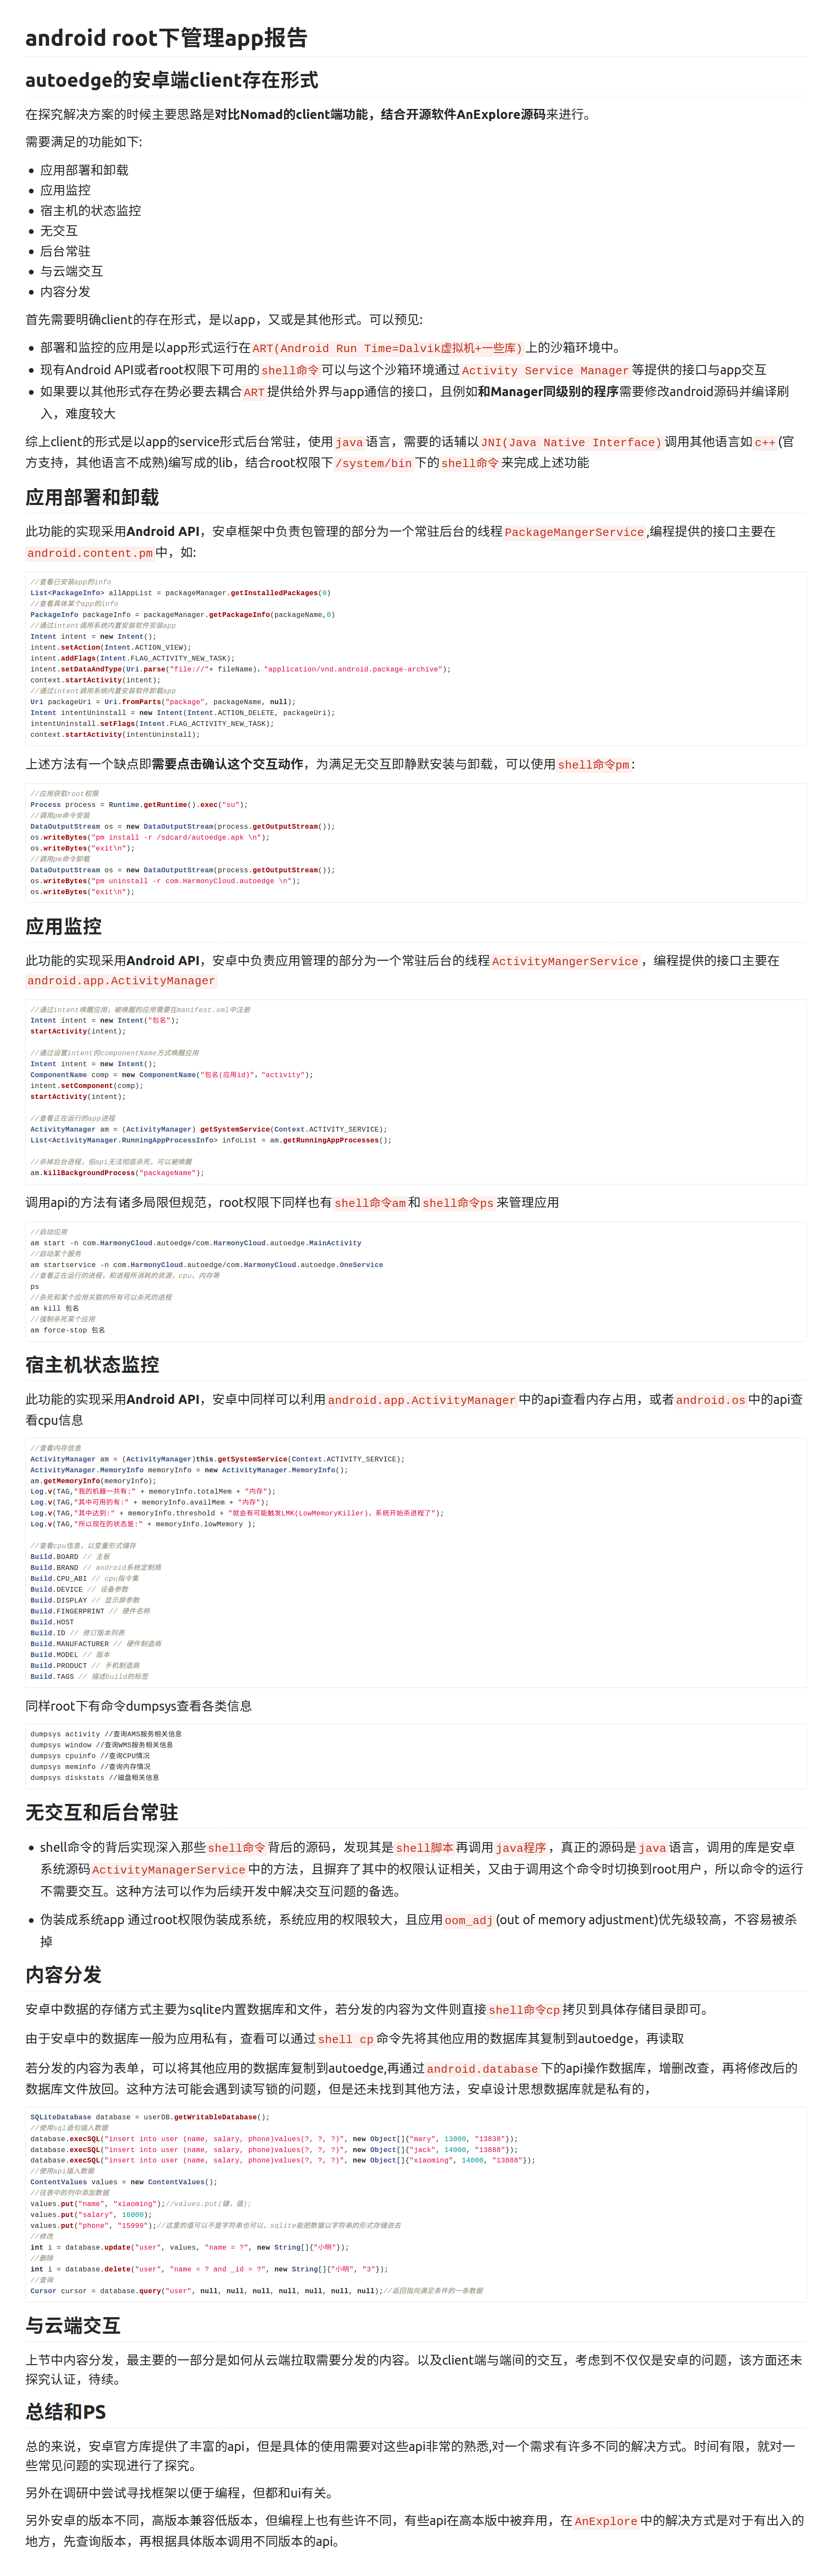 android root下管理app报告
autoedge的安卓端client存在形式
在探究解决方案的时候主要思路是对比Nomad的client端功能，结合开源软件AnExplore源码来进行。
需要满足的功能如下:
应用部署和卸载
应用监控
宿主机的状态监控
无交互
后台常驻
与云端交互
内容分发
首先需要明确client的存在形式，是以app，又或是其他形式。可以预见:
部署和监控的应用是以app形式运行在ART(Android Run Time=Dalvik虚拟机+一些库)上的沙箱环境中。
现有Android API或者root权限下可用的shell命令可以与这个沙箱环境通过Activity Service Manager等提供的接口与app交互
如果要以其他形式存在势必要去耦合ART提供给外界与app通信的接口，且例如和Manager同级别的程序需要修改android源码并编译刷
入，难度较大
综上client的形式是以app的service形式后台常驻，使用java语言，需要的话辅以JNI(Java Native Interface)调用其他语言如c++(官
方支持，其他语言不成熟)编写成的lib，结合root权限下/system/bin下的shell命令来完成上述功能
应用部署和卸载
此功能的实现采用Android API，安卓框架中负责包管理的部分为一个常驻后台的线程PackageMangerService,编程提供的接口主要在
android.content.pm中，如:
//查看已安装app的info
List<PackageInfo> allAppList = packageManager.getInstalledPackages(0)
//查看具体某个app的info
PackageInfo packageInfo = packageManager.getPackageInfo(packageName,0)
//通过intent调用系统内置安装软件安装app
Intent intent = new Intent();
intent.setAction(Intent.ACTION_VIEW);
intent.addFlags(Intent.FLAG_ACTIVITY_NEW_TASK);
intent.setDataAndType(Uri.parse("file://"+ fileName)，"application/vnd.android.package-archive");
context.startActivity(intent);
//通过intent调用系统内置安装软件卸载app
Uri packageUri = Uri.fromParts("package", packageName, null);
Intent intentUninstall = new Intent(Intent.ACTION_DELETE, packageUri);
intentUninstall.setFlags(Intent.FLAG_ACTIVITY_NEW_TASK);
context.startActivity(intentUninstall);
上述方法有一个缺点即需要点击确认这个交互动作，为满足无交互即静默安装与卸载，可以使用shell命令pm：
//应用获取root权限
Process process = Runtime.getRuntime().exec("su");
//调用pm命令安装
DataOutputStream os = new DataOutputStream(process.getOutputStream());
os.writeBytes("pm install -r /sdcard/autoedge.apk \n");
os.writeBytes("exit\n");
//调用pm命令卸载
DataOutputStream os = new DataOutputStream(process.getOutputStream());
os.writeBytes("pm uninstall -r com.HarmonyCloud.autoedge \n");
os.writeBytes("exit\n");
应用监控
此功能的实现采用Android API，安卓中负责应用管理的部分为一个常驻后台的线程ActivityMangerService，编程提供的接口主要在
android.app.ActivityManager
//通过intent唤醒应用，被唤醒的应用需要在manifest.xml中注册
Intent intent = new Intent("包名");
startActivity(intent);
//通过设置intent的componentName方式唤醒应用
Intent intent = new Intent();
ComponentName comp = new ComponentName("包名(应用id)"，"activity");
intent.setComponent(comp);
startActivity(intent);
//查看正在运行的app进程
ActivityManager am = (ActivityManager) getSystemService(Context.ACTIVITY_SERVICE);
List<ActivityManager.RunningAppProcessInfo> infoList = am.getRunningAppProcesses();
//杀掉后台进程，但api无法彻底杀死，可以被唤醒
am.killBackgroundProcess("packageName");
调用api的方法有诸多局限但规范，root权限下同样也有shell命令am和shell命令ps来管理应用
//启动应用
am start -n com.HarmonyCloud.autoedge/com.HarmonyCloud.autoedge.MainActivity
//启动某个服务
am startservice -n com.HarmonyCloud.autoedge/com.HarmonyCloud.autoedge.OneService
//查看正在运行的进程，和进程所消耗的资源，cpu、内存等
ps
//杀死和某个应用关联的所有可以杀死的进程
am kill 包名
//强制杀死某个应用
am force-stop 包名
宿主机状态监控
此功能的实现采用Android API，安卓中同样可以利用android.app.ActivityManager中的api查看内存占用，或者android.os中的api查
看cpu信息
//查看内存信息
ActivityManager am = (ActivityManager)this.getSystemService(Context.ACTIVITY_SERVICE);
ActivityManager.MemoryInfo memoryInfo = new ActivityManager.MemoryInfo();
am.getMemoryInfo(memoryInfo);
Log.v(TAG,"我的机器一共有:" + memoryInfo.totalMem + "内存");
Log.v(TAG,"其中可用的有:" + memoryInfo.availMem + "内存");
Log.v(TAG,"其中达到:" + memoryInfo.threshold + "就会有可能触发LMK(LowMemoryKiller)，系统开始杀进程了");
Log.v(TAG,"所以现在的状态是:" + memoryInfo.lowMemory );
//查看cpu信息，以变量形式储存
Build.BOARD // 主板
Build.BRAND // android系统定制商
Build.CPU_ABI // cpu指令集
Build.DEVICE // 设备参数
Build.DISPLAY // 显示屏参数
Build.FINGERPRINT // 硬件名称
Build.HOST
Build.ID // 修订版本列表
Build.MANUFACTURER // 硬件制造商
Build.MODEL // 版本
Build.PRODUCT // 手机制造商
Build.TAGS // 描述build的标签
同样root下有命令dumpsys查看各类信息
dumpsys activity //查询AMS服务相关信息
dumpsys window //查询WMS服务相关信息
dumpsys cpuinfo //查询CPU情况
dumpsys meminfo //查询内存情况
dumpsys diskstats //磁盘相关信息
无交互和后台常驻
shell命令的背后实现深入那些shell命令背后的源码，发现其是shell脚本再调用java程序，真正的源码是java语言，调用的库是安卓
系统源码ActivityManagerService中的方法，且摒弃了其中的权限认证相关，又由于调用这个命令时切换到root用户，所以命令的运行
不需要交互。这种方法可以作为后续开发中解决交互问题的备选。
伪装成系统app 通过root权限伪装成系统，系统应用的权限较大，且应用oom_adj(out of memory adjustment)优先级较高，不容易被杀
掉
内容分发
安卓中数据的存储方式主要为sqlite内置数据库和文件，若分发的内容为文件则直接shell命令cp拷贝到具体存储目录即可。
由于安卓中的数据库一般为应用私有，查看可以通过shell cp命令先将其他应用的数据库其复制到autoedge，再读取
若分发的内容为表单，可以将其他应用的数据库复制到autoedge,再通过android.database下的api操作数据库，增删改查，再将修改后的
数据库文件放回。这种方法可能会遇到读写锁的问题，但是还未找到其他方法，安卓设计思想数据库就是私有的，
SQLiteDatabase database = userDB.getWritableDatabase();
//使用sql语句插入数据
database.execSQL("insert into user (name, salary, phone)values(?, ?, ?)", new Object[]{"mary", 13000, "13838"});
database.execSQL("insert into user (name, salary, phone)values(?, ?, ?)", new Object[]{"jack", 14000, "13888"});
database.execSQL("insert into user (name, salary, phone)values(?, ?, ?)", new Object[]{"xiaoming", 14000, "13888"});
//使用api插入数据
ContentValues values = new ContentValues();
//往表中的列中添加数据
values.put("name", "xiaoming");//values.put(键，值);
values.put("salary", 16000);
values.put("phone", "15999");//这里的值可以不是字符串也可以，sqlite能把数据以字符串的形式存储进去
//修改
int i = database.update("user", values, "name = ?", new String[]{"小明"});
//删除
int i = database.delete("user", "name = ? and _id = ?", new String[]{"小明", "3"});
//查询
Cursor cursor = database.query("user", null, null, null, null, null, null, null);//返回指向满足条件的一条数据
与云端交互
上节中内容分发，最主要的一部分是如何从云端拉取需要分发的内容。以及client端与端间的交互，考虑到不仅仅是安卓的问题，该方面还未
探究认证，待续。
总结和PS
总的来说，安卓官方库提供了丰富的api，但是具体的使用需要对这些api非常的熟悉,对一个需求有许多不同的解决方式。时间有限，就对一
些常见问题的实现进行了探究。
另外在调研中尝试寻找框架以便于编程，但都和ui有关。
另外安卓的版本不同，高版本兼容低版本，但编程上也有些许不同，有些api在高本版中被弃用，在AnExplore中的解决方式是对于有出入的
地方，先查询版本，再根据具体版本调用不同版本的api。